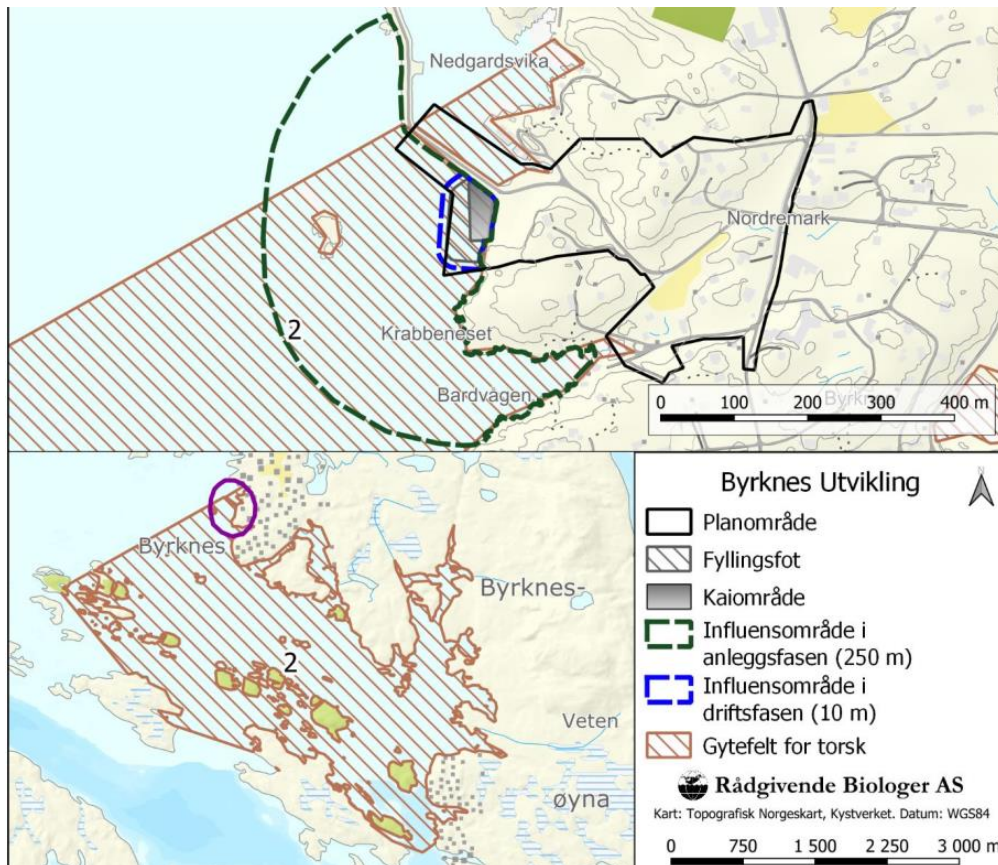 Nedgardsvika
Nordremark
2
Krabbeneset
Bardvågen
Byrkn
0 100 200 300 400 m
Byrknes
Byrknes-
2
Veten
øyna
Byrknes Utvikling
N
Planområde
Fyllingsfot
Kaiområde
Influensområde i
anleggsfasen (250 m)
Influensområde i
driftsfasen (10 m)
Gytefelt for torsk
Rådgivende Biologer AS
Kart: Topografisk Norgeskart, Kystverket. Datum: WGS84
0 750 1 500 2 250 3 000 m